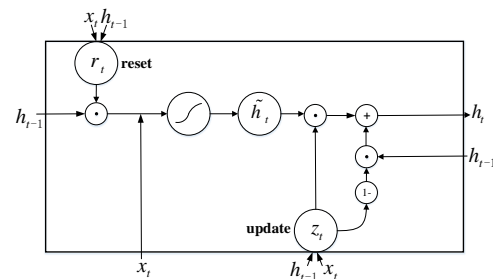 x_t h_{t-1}
r_t reset
h_{t-1} · h̃_t · + h_t
· h_{t-1}
1-
update z_t
x_t h_{t-1} x_t